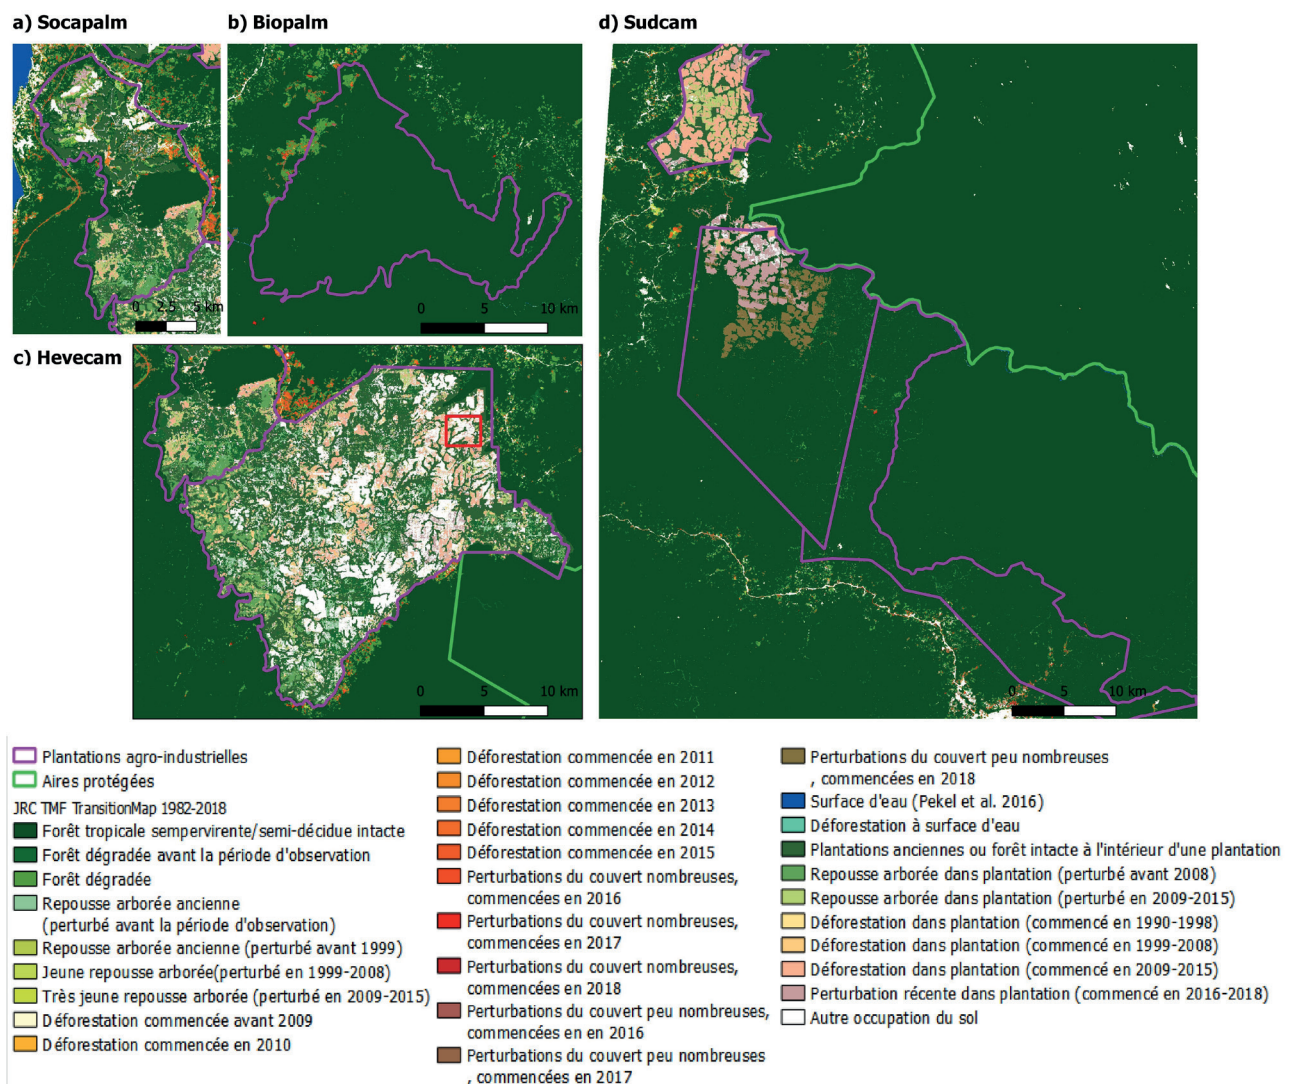 a) Socapalm
b) Biopalm
d) Sudcam
0 2.5 5 km
0 5 10 km
c) Hevecam
0 5 10 km
0 5 10 km
Plantations agro-industrielles
Aires protégées
JRC TMF TransitionMap 1982-2018
Forêt tropicale sempervirente/semi-décidue intacte
Forêt dégradée avant la période d'observation
Forêt dégradée
Repousse arborée ancienne
(perturbé avant la période d'observation)
Repousse arborée ancienne (perturbé avant 1999)
Jeune repousse arborée(perturbé en 1999-2008)
Très jeune repousse arborée (perturbé en 2009-2015)
Déforestation commencée avant 2009
Déforestation commencée en 2010
Déforestation commencée en 2011
Déforestation commencée en 2012
Déforestation commencée en 2013
Déforestation commencée en 2014
Déforestation commencée en 2015
Perturbations du couvert nombreuses,
commencées en 2016
Perturbations du couvert nombreuses,
commencées en 2017
Perturbations du couvert nombreuses,
commencées en 2018
Perturbations du couvert peu nombreuses,
commencées en en 2016
Perturbations du couvert peu nombreuses
, commencées en 2017
Perturbations du couvert peu nombreuses
, commencées en 2018
Surface d'eau (Pekel et al. 2016)
Déforestation à surface d'eau
Plantations anciennes ou forêt intacte à l'intérieur d'une plantation
Repousse arborée dans plantation (perturbé avant 2008)
Repousse arborée dans plantation (perturbé en 2009-2015)
Déforestation dans plantation (commencé en 1990-1998)
Déforestation dans plantation (commencé en 1999-2008)
Déforestation dans plantation (commencé en 2009-2015)
Perturbation récente dans plantation (commencé en 2016-2018)
Autre occupation du sol